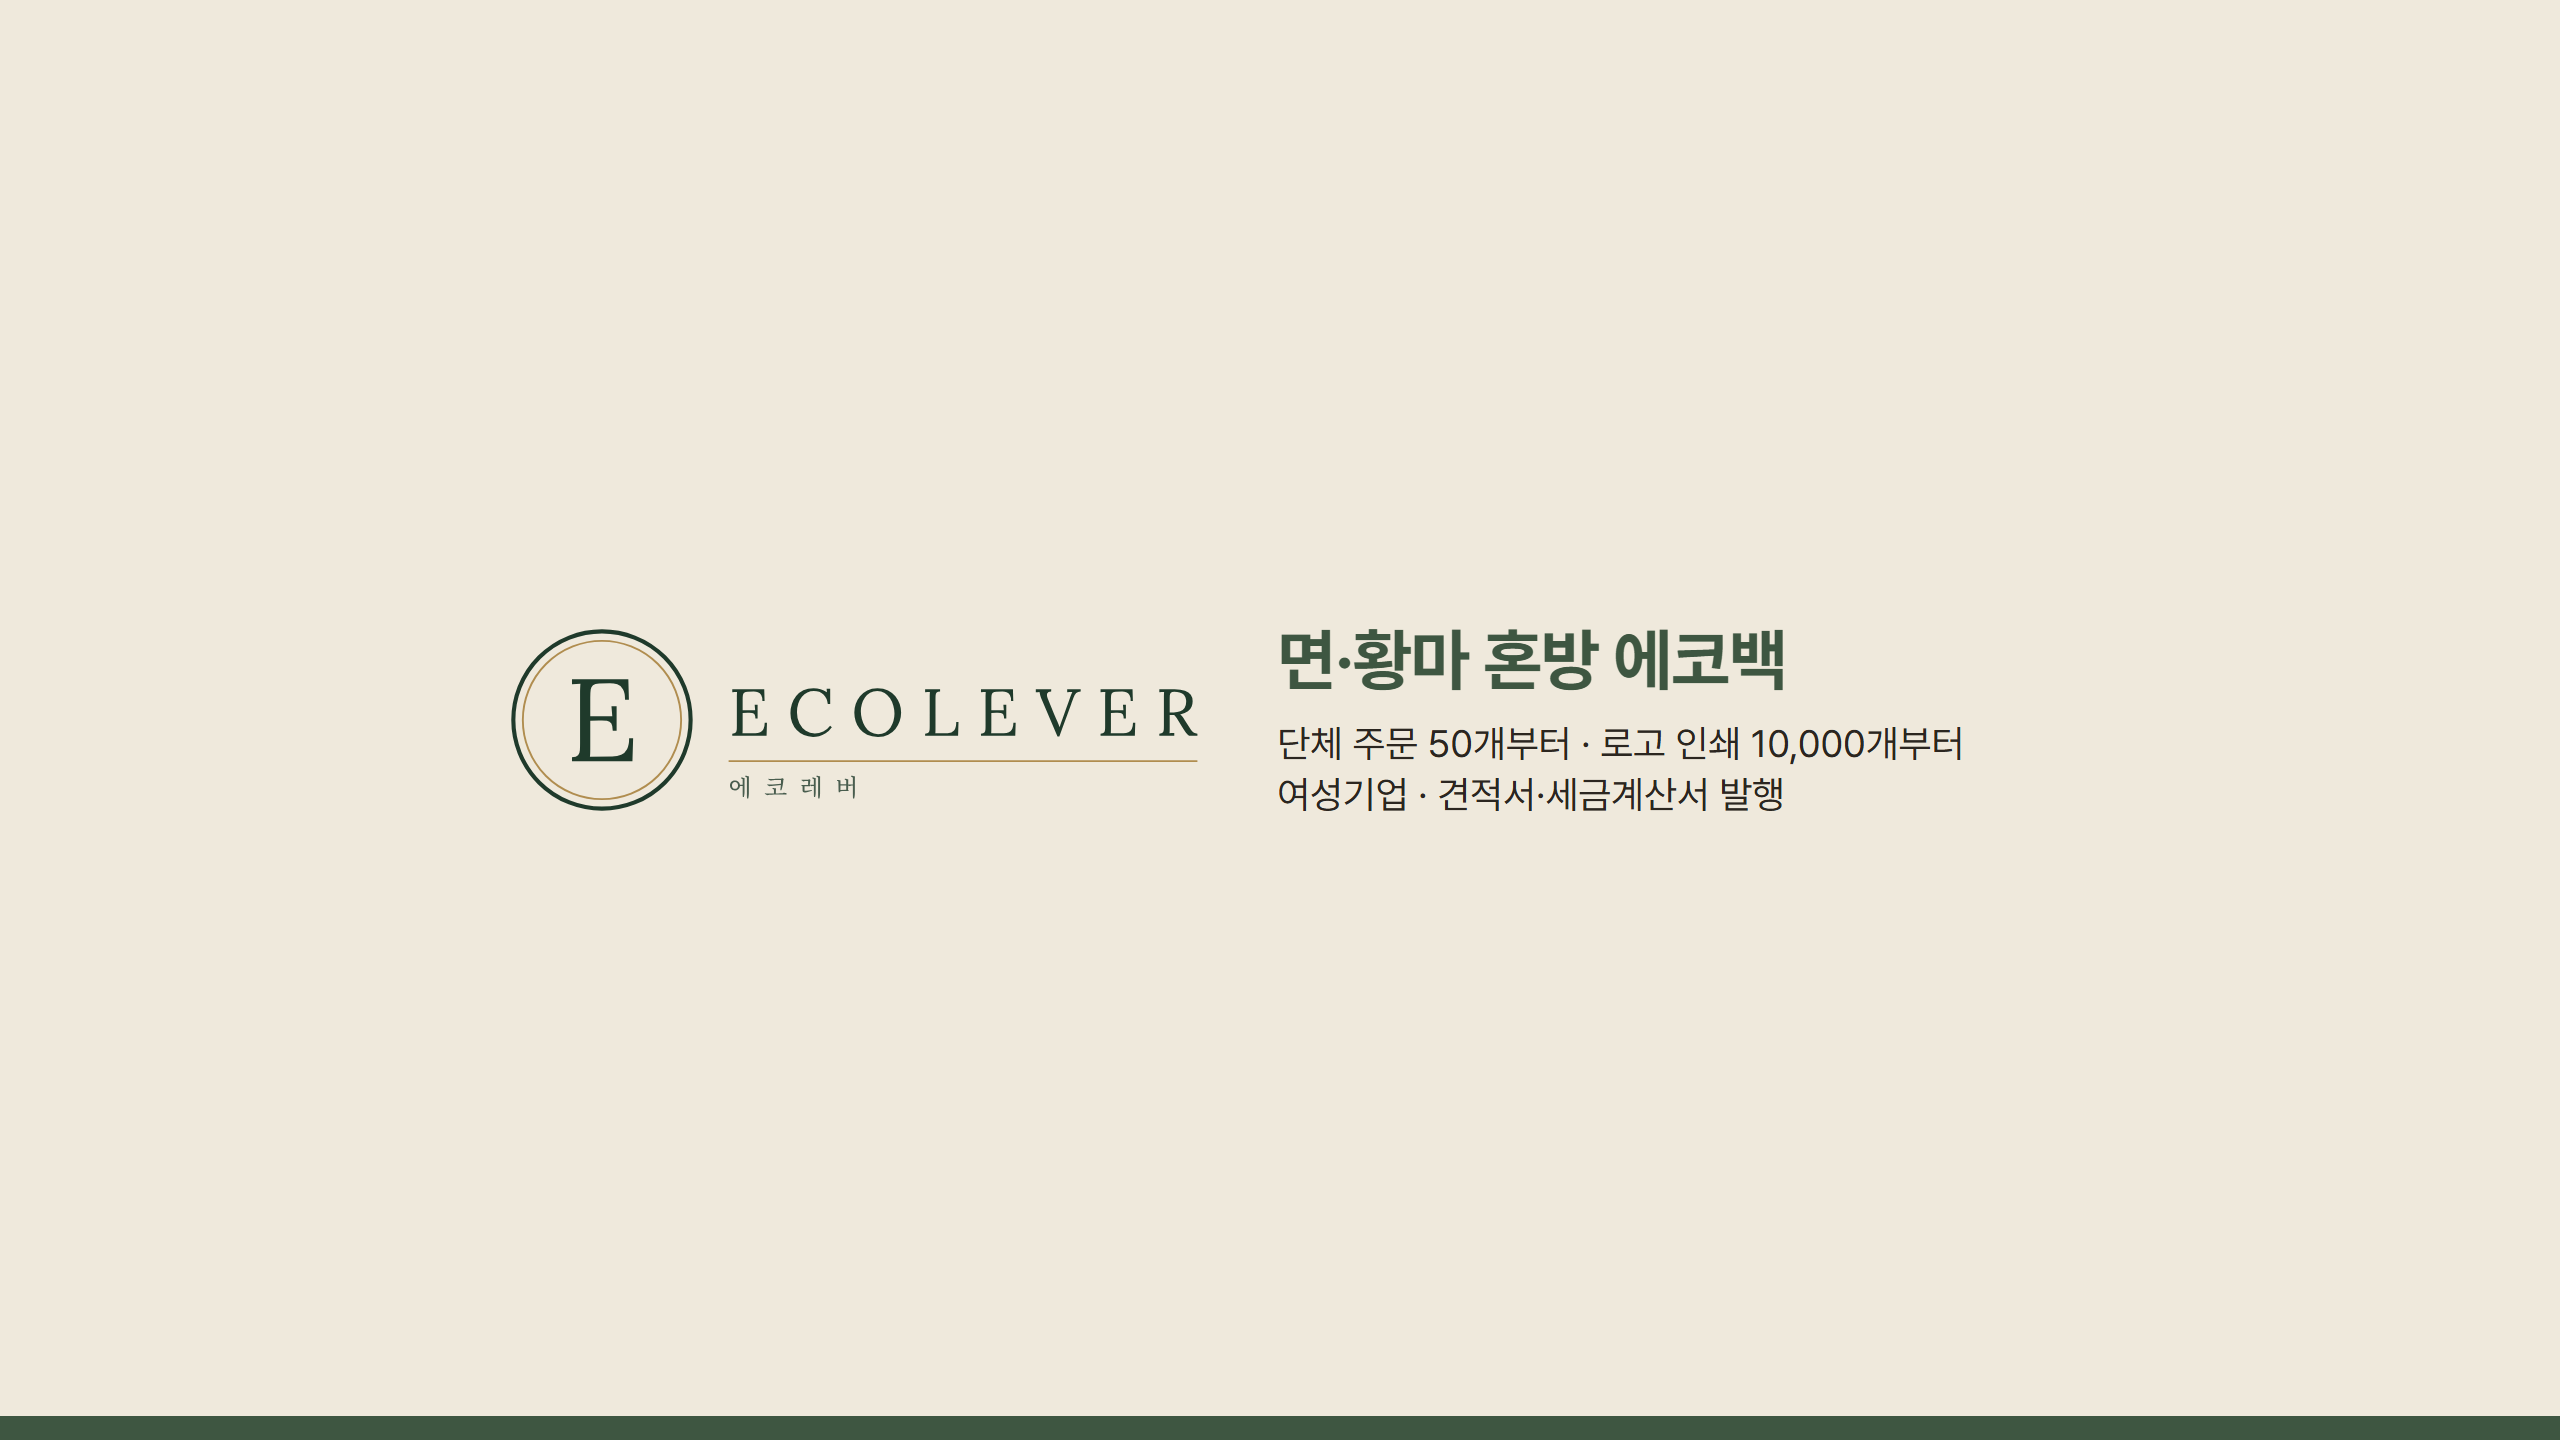 E
ECOLEVER
에코레버
면·황마 혼방 에코백
단체 주문 50개부터 · 로고 인쇄 10,000개부터
여성기업 · 견적서·세금계산서 발행